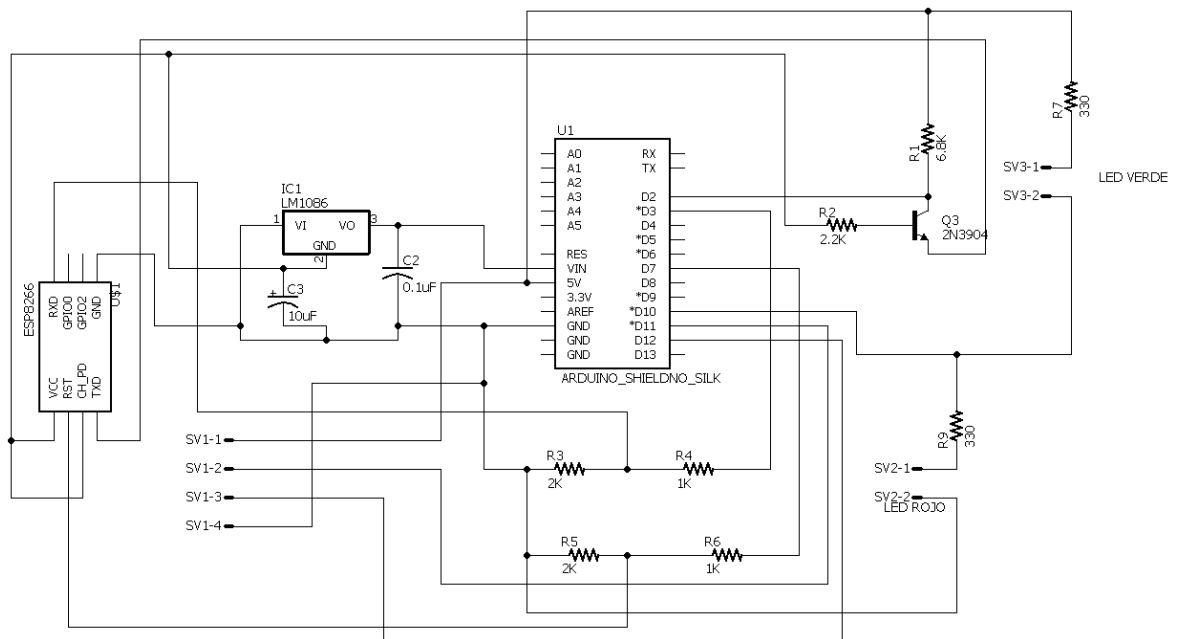 U1
A0
A1
A2
A3
A4
A5
RES
VIN
5V
3.3V
AREF
GND
GND
GND
RX
TX
D2
*D3
D4
*D5
*D6
D7
D8
*D9
*D10
*D11
D12
D13
ARDUINO_SHIELDNO_SILK
IC1
LM1086
1
VI
VO
3
GND
2
C2
0.1uF
+
C3
10uF
ESP8266
U$1
RXD
GPIO0
GPIO2
GND
VCC
RST
CH_PD
TXD
R1
6.8K
R2
2.2K
Q3
2N3904
R7
330
SV3-1
SV3-2
LED VERDE
R9
330
SV2-1
SV2-2
LED ROJO
SV1-1
SV1-2
SV1-3
SV1-4
R3
2K
R4
1K
R5
2K
R6
1K